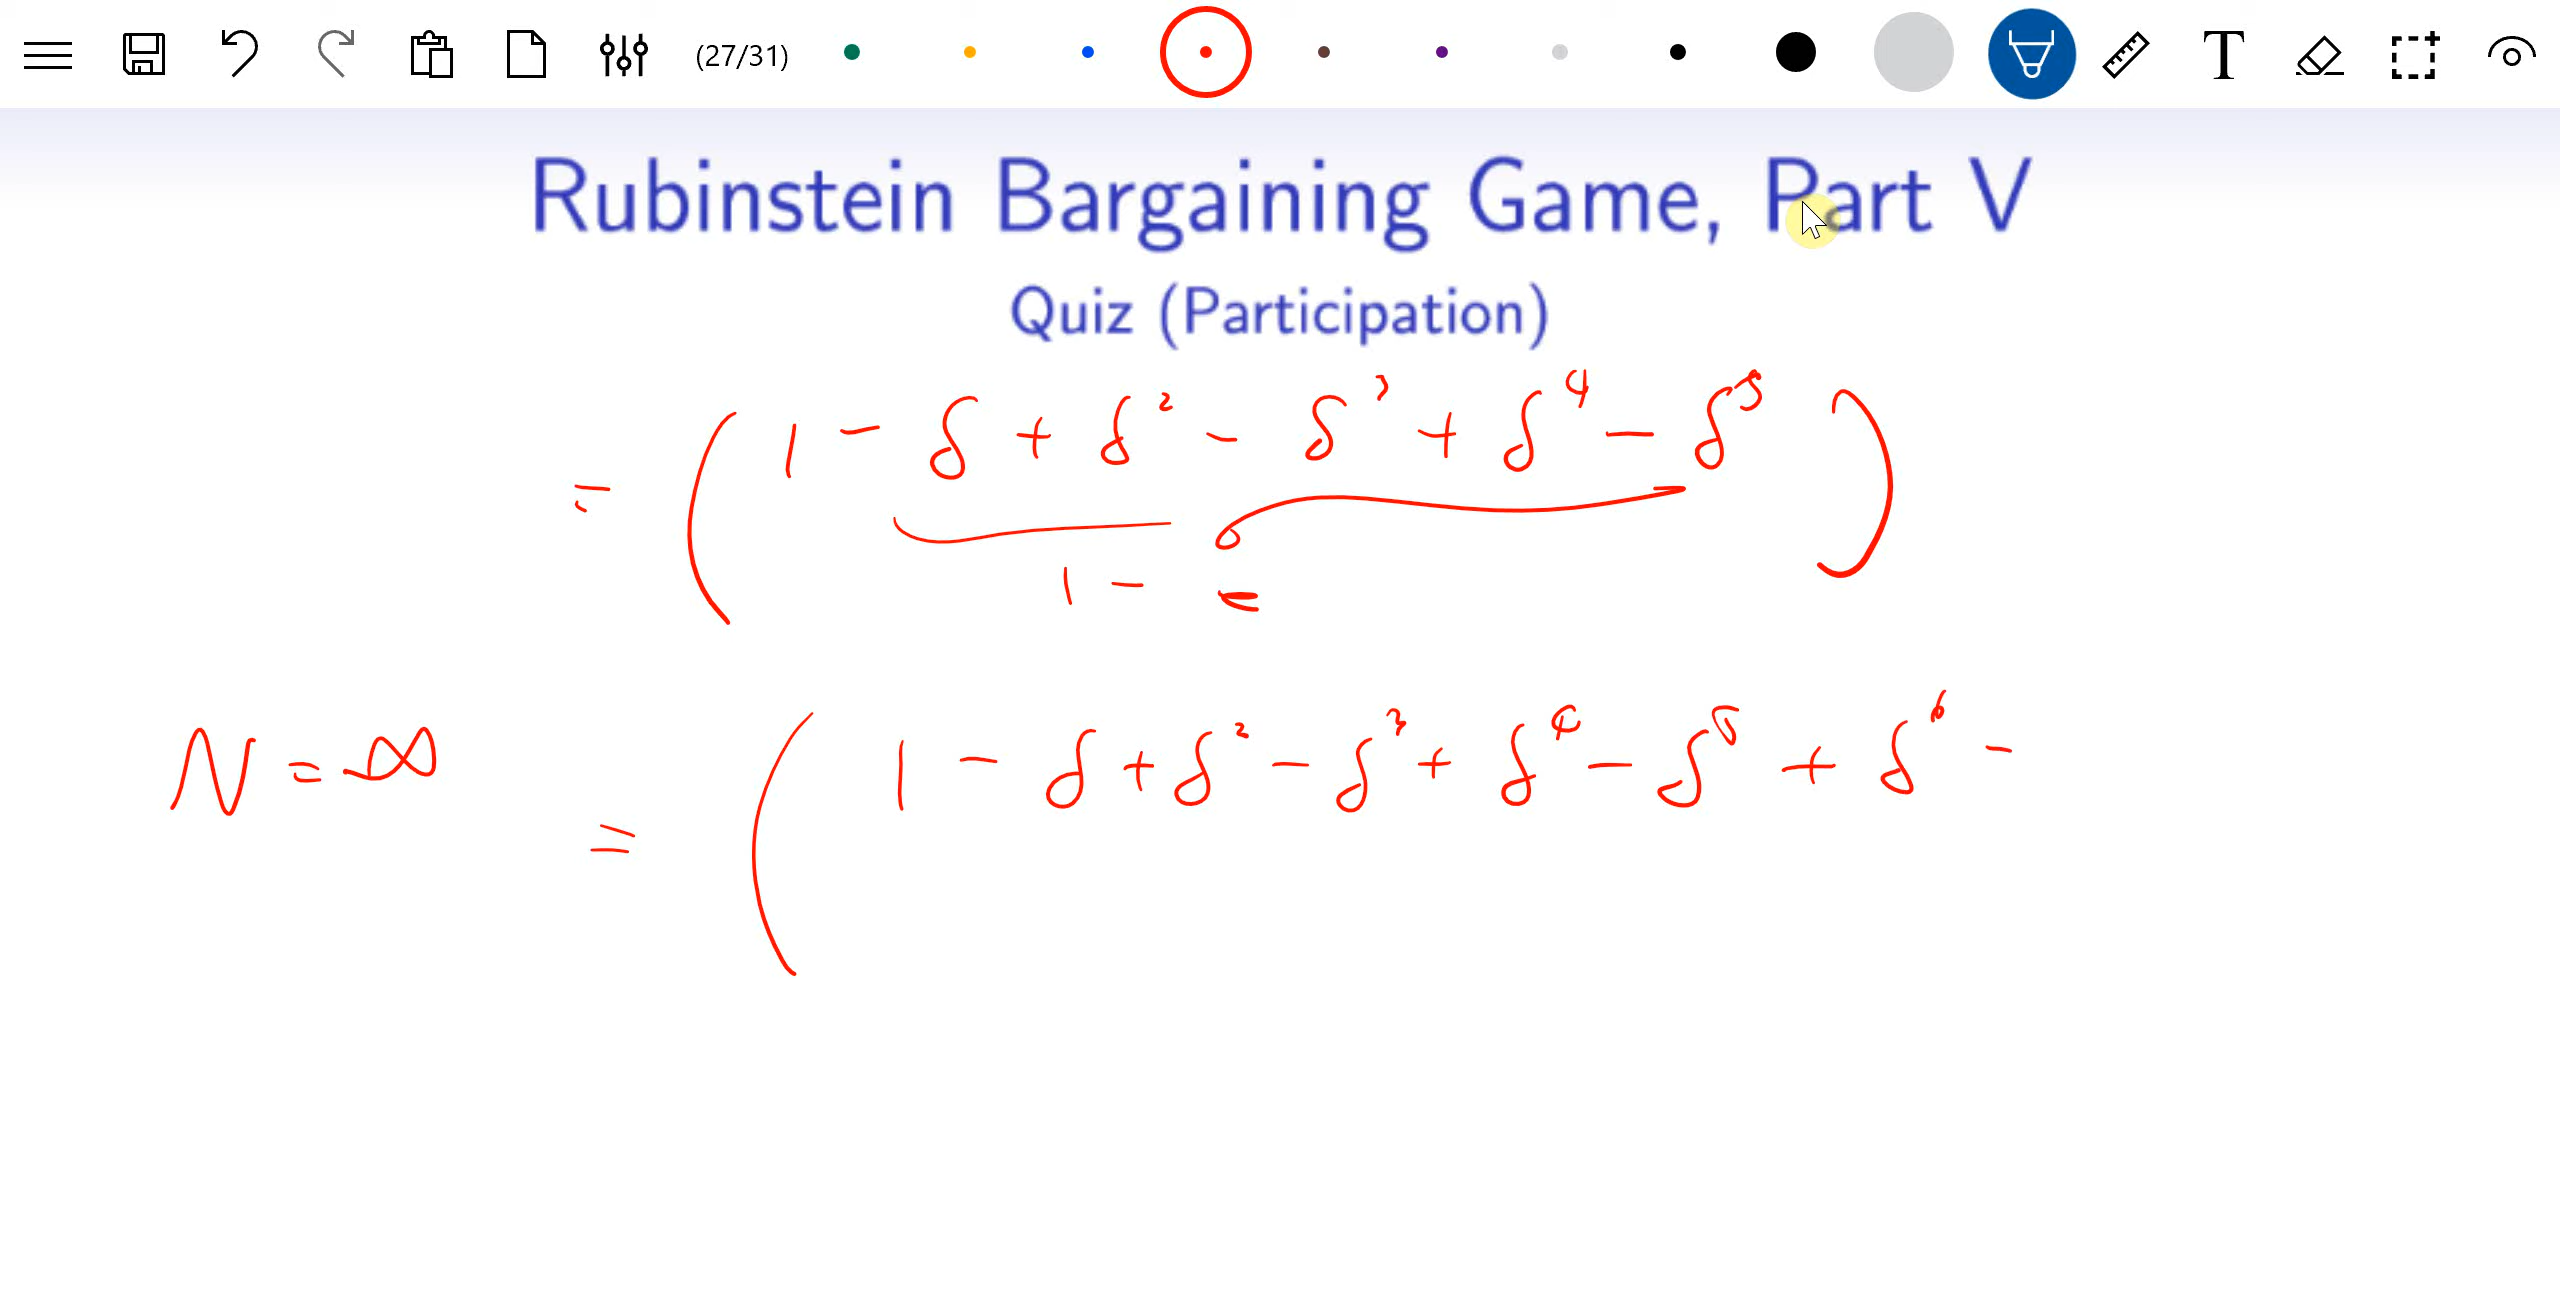 (27/31)
T
Rubinstein Bargaining Game, Part V
Quiz (Participation)
= ( 1 - δ + δ² - δ³ + δ⁴ - δ⁵ )
1 -
N = ∞
= ( 1 - δ + δ² - δ³ + δ⁴ - δ⁵ + δ⁶ -